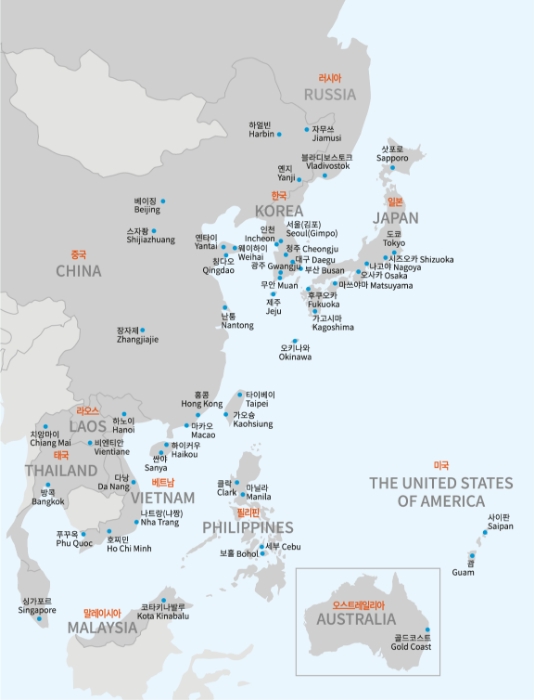 러시아
RUSSIA
하얼빈
Harbin
자무쓰
Jiamusi
블라디보스토크
Vladivostok
옌지
Yanji
삿포로
Sapporo
한국
KOREA
일본
JAPAN
베이징
Beijing
스자좡
Shijiazhuang
옌타이
Yantai
웨이하이
Weihai
칭다오
Qingdao
인천
Incheon
서울(김포)
Seoul(Gimpo)
청주 Cheongju
대구 Daegu
광주 Gwangju
부산 Busan
무안 Muan
제주
Jeju
도쿄
Tokyo
시즈오카 Shizuoka
나고야 Nagoya
오사카 Osaka
마쓰야마 Matsuyama
후쿠오카
Fukuoka
가고시마
Kagoshima
오키나와
Okinawa
중국
CHINA
난퉁
Nantong
장자제
Zhangjiajie
홍콩
Hong Kong
타이베이
Taipei
가오슝
Kaohsiung
마카오
Macao
라오스
LAOS
하노이
Hanoi
치앙마이
Chiang Mai
비엔티안
Vientiane
하이커우
Haikou
싼야
Sanya
태국
THAILAND
방콕
Bangkok
다낭
Da Nang
베트남
VIETNAM
나트랑(냐짱)
Nha Trang
푸꾸옥
Phu Quoc
호찌민
Ho Chi Minh
클락
Clark
마닐라
Manila
필리핀
PHILIPPINES
세부 Cebu
보홀 Bohol
미국
THE UNITED STATES
OF AMERICA
사이판
Saipan
괌
Guam
싱가포르
Singapore
말레이시아
MALAYSIA
코타키나발루
Kota Kinabalu
오스트레일리아
AUSTRALIA
골드코스트
Gold Coast